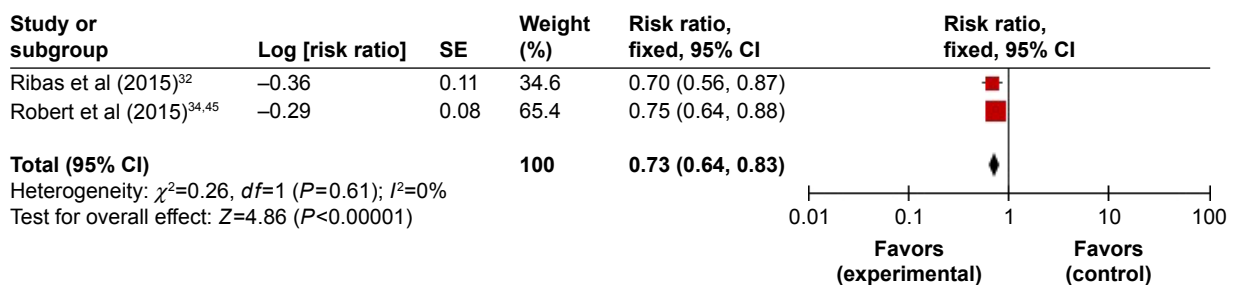 Study or subgroup Log [risk ratio] SE Weight (%) Risk ratio, fixed, 95% CI Risk ratio, fixed, 95% CI
Ribas et al (2015)³² –0.36 0.11 34.6 0.70 (0.56, 0.87)
Robert et al (2015)³⁴,⁴⁵ –0.29 0.08 65.4 0.75 (0.64, 0.88)
Total (95% CI) 100 0.73 (0.64, 0.83)
Heterogeneity: χ²=0.26, df=1 (P=0.61); I²=0%
Test for overall effect: Z=4.86 (P<0.00001)
0.01 0.1 1 10 100
Favors (experimental) Favors (control)